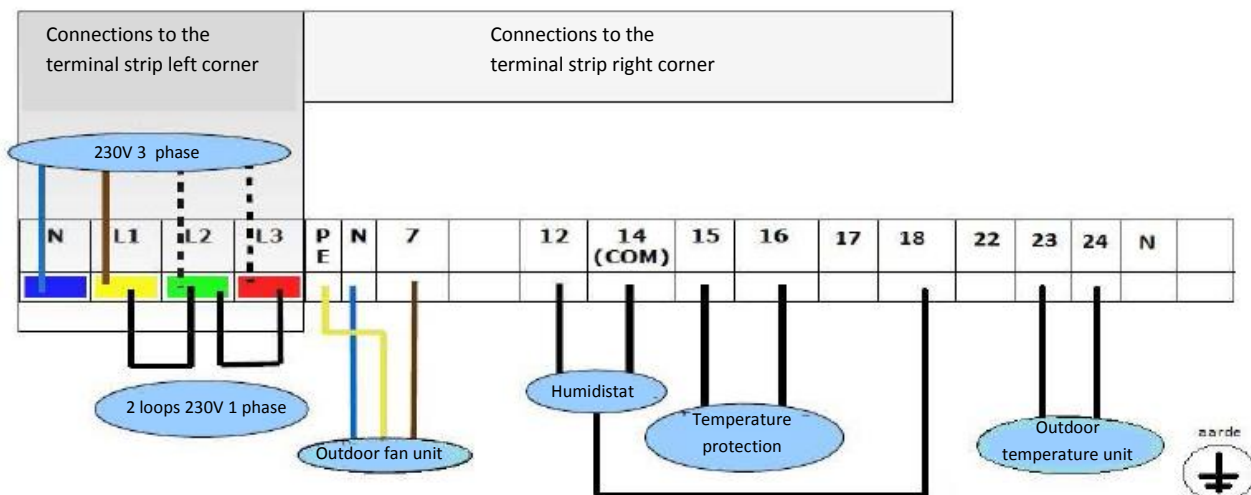 Connections to the
terminal strip left corner
Connections to the
terminal strip right corner
230V 3 phase
N L1 L2 L3 P E N 7 12 14 (COM) 15 16 17 18 22 23 24 N
2 loops 230V 1 phase
Outdoor fan unit
Humidistat
Temperature
protection
Outdoor
temperature unit
aarde